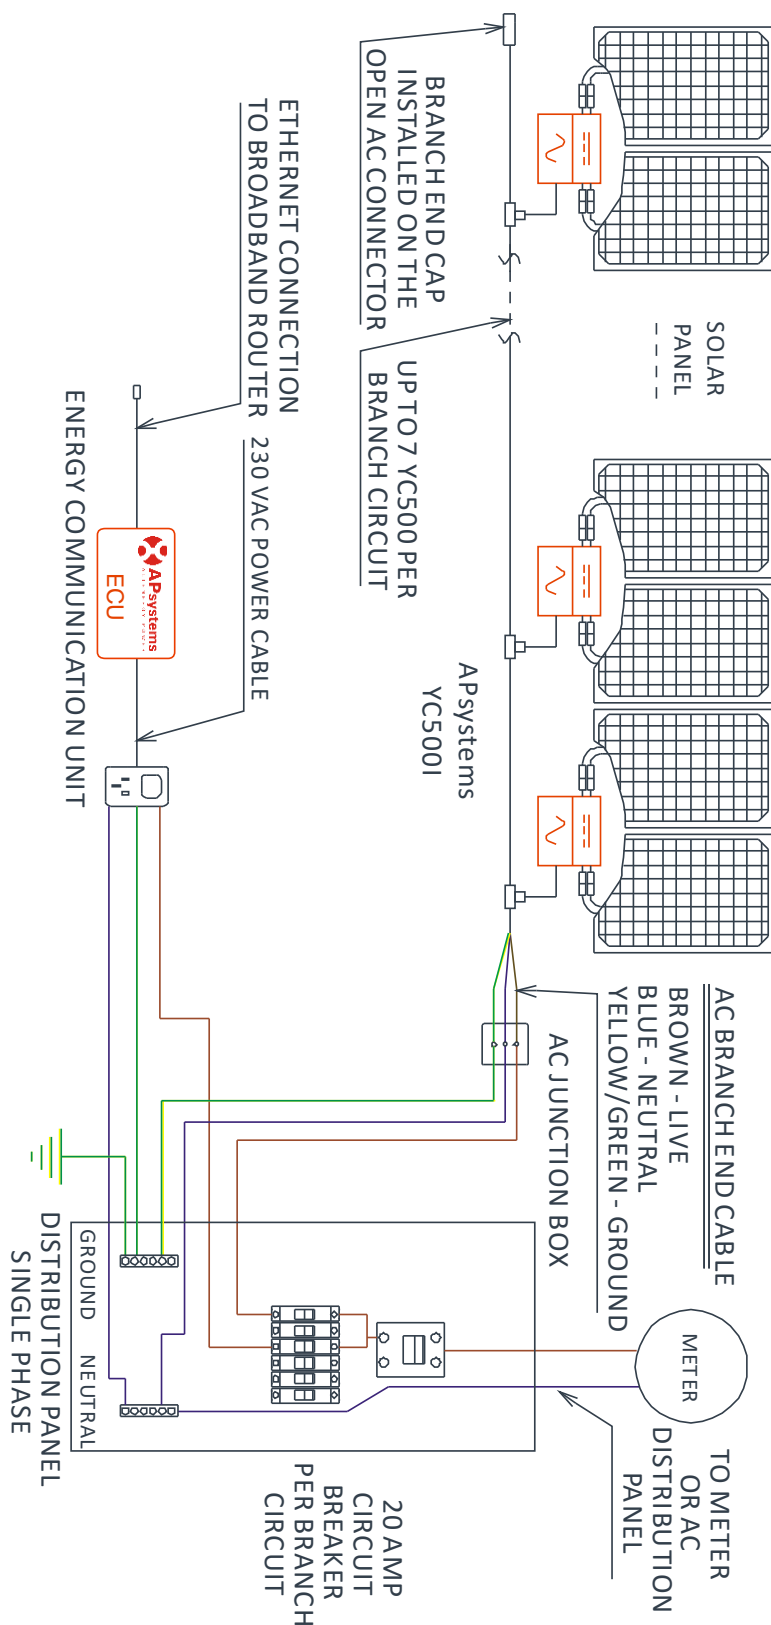 SOLAR
PANEL
BRANCH END CAP
INSTALLED ON THE
OPEN AC CONNECTOR
UP TO 7 YC500 PER
BRANCH CIRCUIT
APsystems
YC500I
AC BRANCH END CABLE
BROWN - LIVE
BLUE - NEUTRAL
YELLOW/GREEN - GROUND
AC JUNCTION BOX
METER
TO METER
OR AC
DISTRIBUTION
PANEL
ETHERNET CONNECTION
TO BROADBAND ROUTER
230 VAC POWER CABLE
APsystems
ECU
ENERGY COMMUNICATION UNIT
GROUND
NEUTRAL
DISTRIBUTION PANEL
SINGLE PHASE
20 AMP
CIRCUIT
BREAKER
PER BRANCH
CIRCUIT